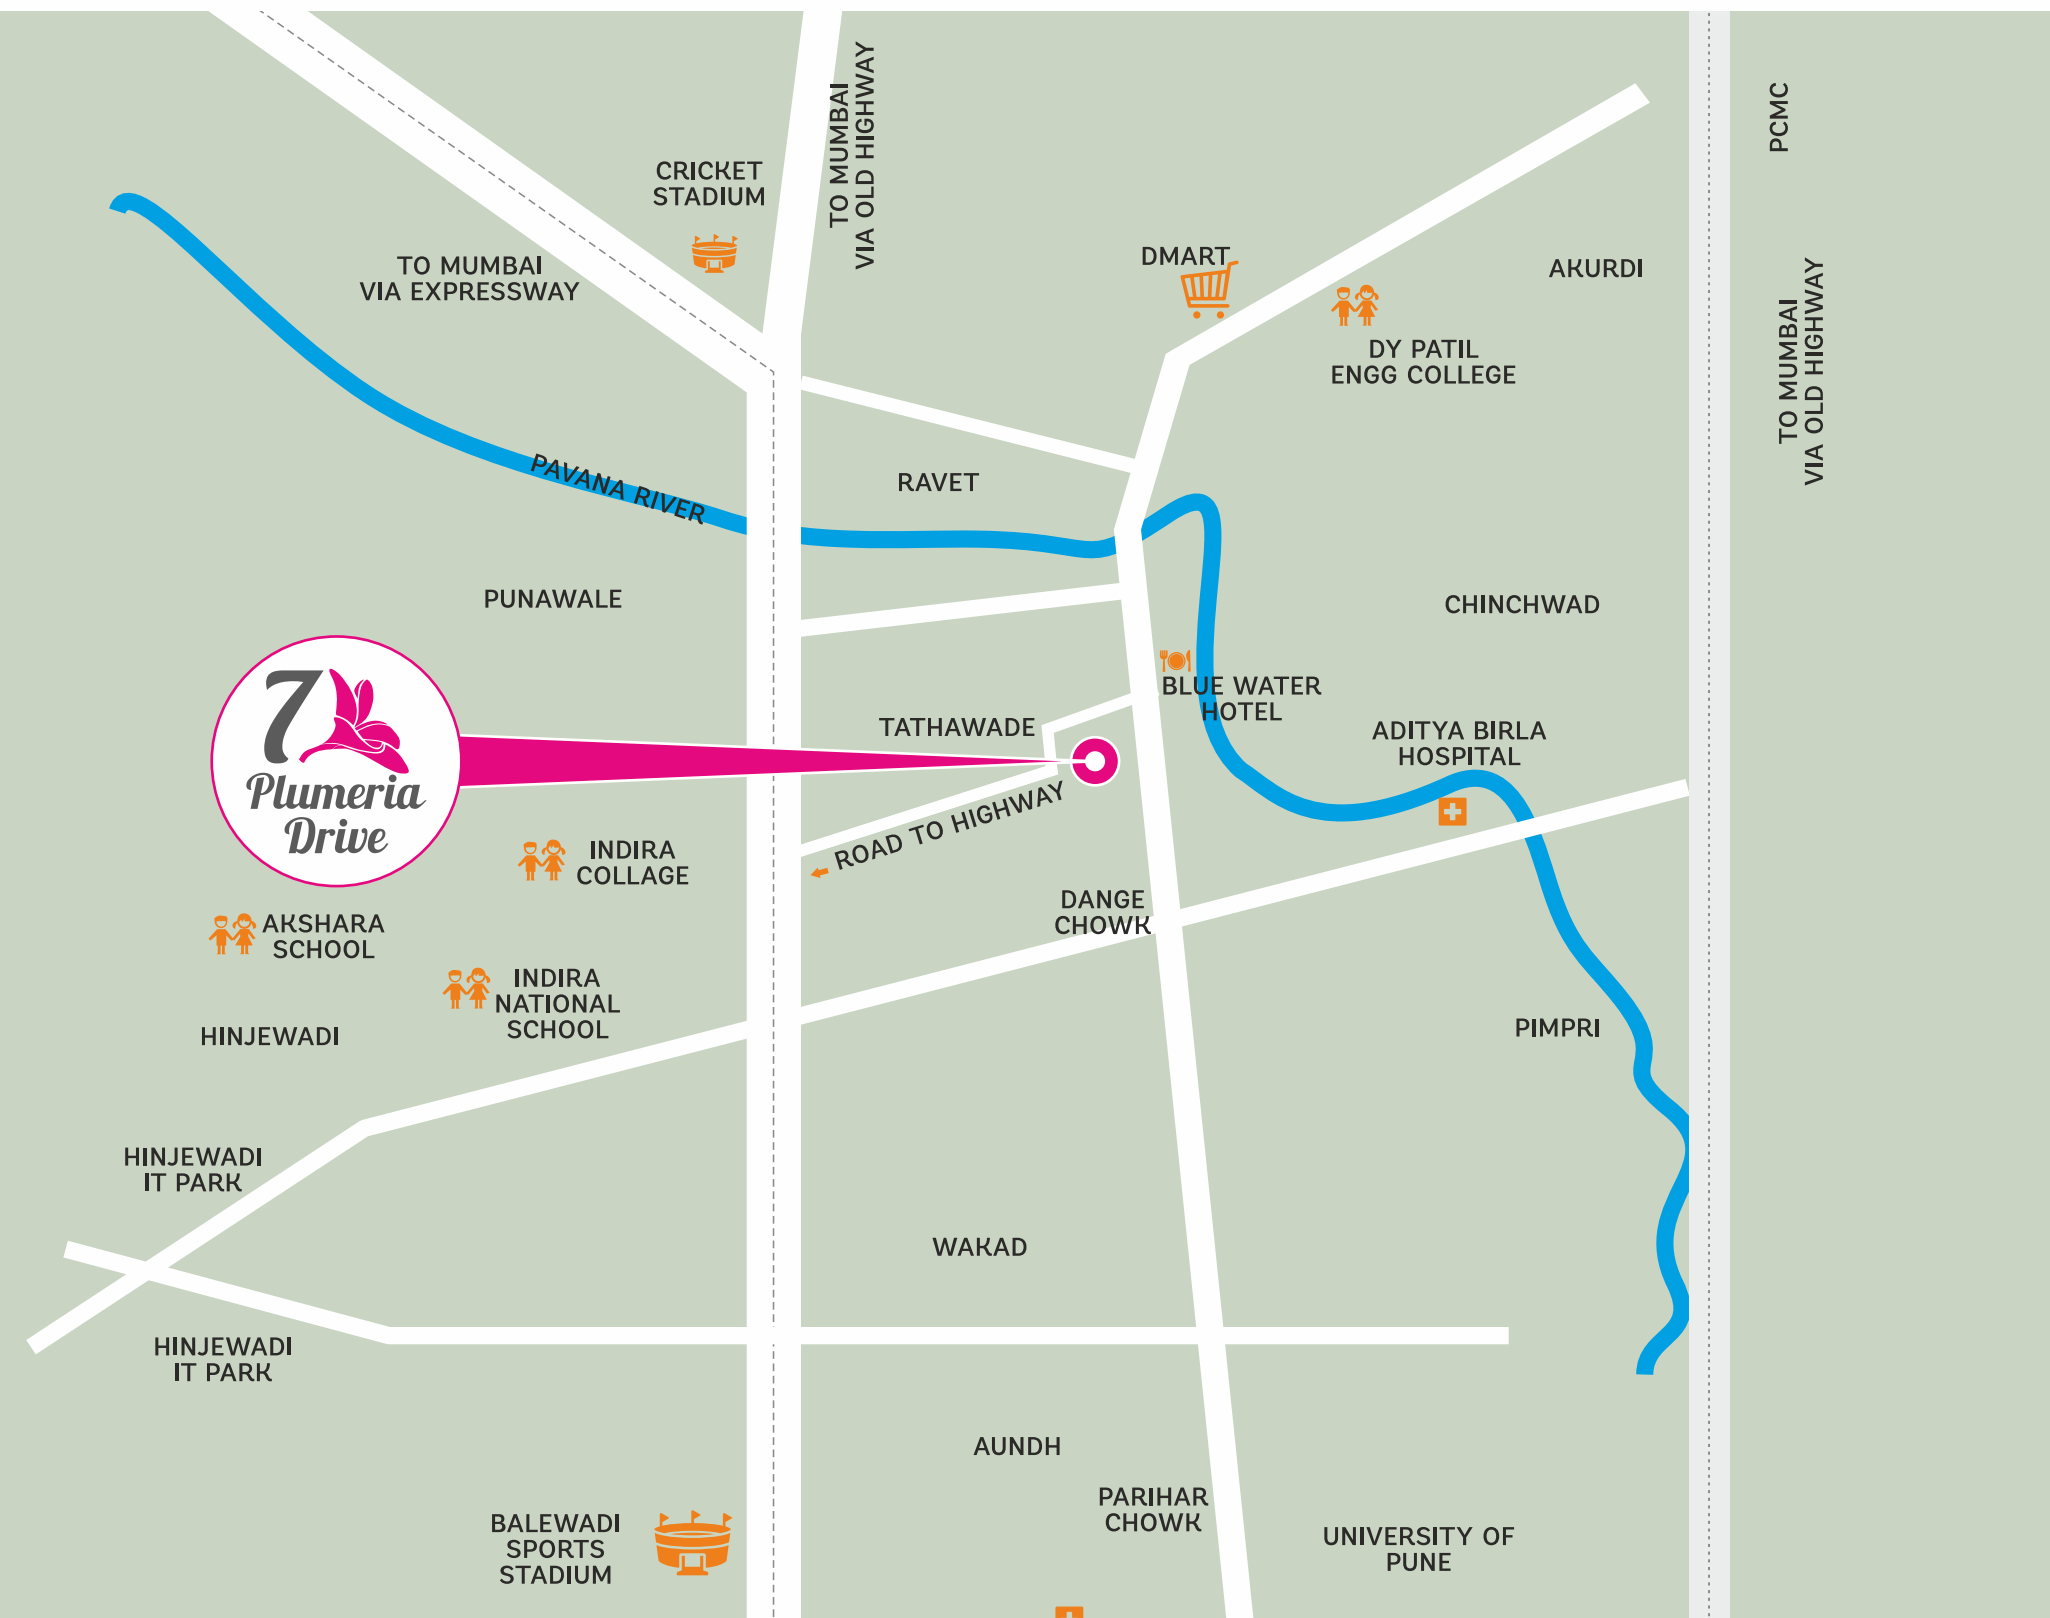 TO MUMBAI
VIA OLD HIGHWAY
PCMC
CRICKET
STADIUM
TO MUMBAI
VIA EXPRESSWAY
DMART
AKURDI
TO MUMBAI
VIA OLD HIGHWAY
DY PATIL
ENGG COLLEGE
PAVANA RIVER
RAVET
PUNAWALE
CHINCHWAD
7
Plumeria
Drive
BLUE WATER
HOTEL
TATHAWADE
ADITYA BIRLA
HOSPITAL
ROAD TO HIGHWAY
INDIRA
COLLAGE
DANGE
CHOWK
AKSHARA
SCHOOL
INDIRA
NATIONAL
SCHOOL
HINJEWADI
PIMPRI
HINJEWADI
IT PARK
WAKAD
HINJEWADI
IT PARK
AUNDH
PARIHAR
CHOWK
BALEWADI
SPORTS
STADIUM
UNIVERSITY OF
PUNE